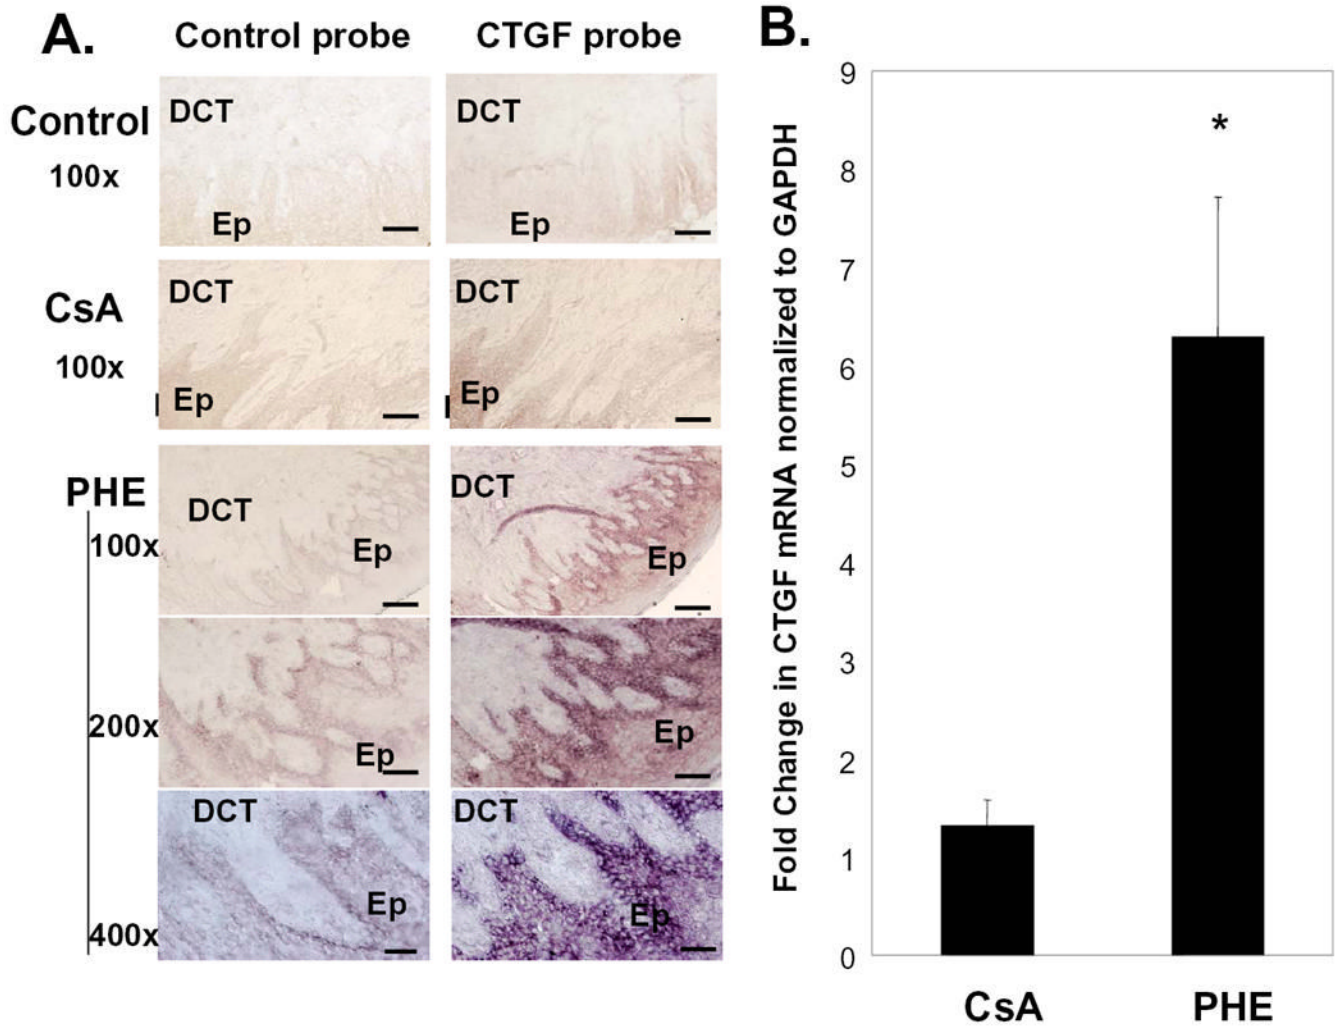 A.
Control probe
CTGF probe
Control
100x
DCT
Ep
DCT
Ep
CsA
100x
DCT
Ep
DCT
Ep
PHE
100x
DCT
Ep
DCT
Ep
200x
Ep
Ep
400x
DCT
Ep
DCT
Ep
B.
Fold Change in CTGF mRNA normalized to GAPDH
9
8
7
6
5
4
3
2
1
0
*
CsA
PHE